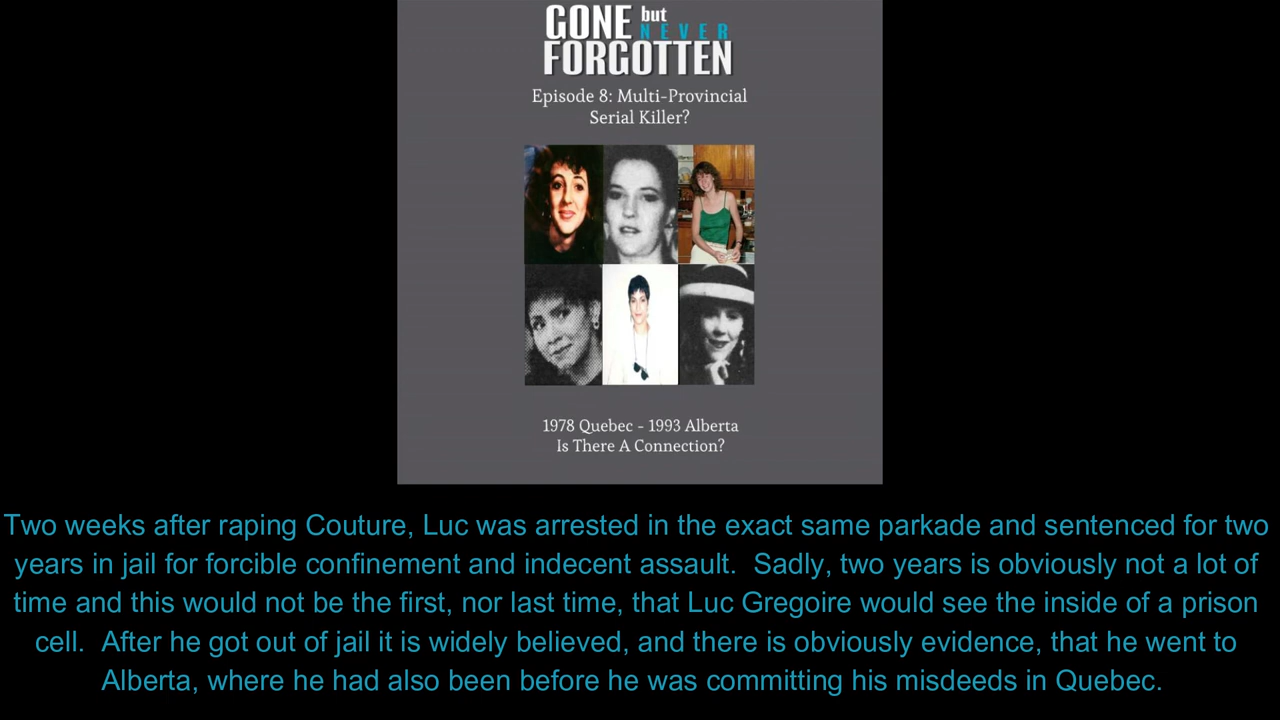 GONE but
NEVER
FORGOTTEN
Episode 8: Multi-Provincial
Serial Killer?
1978 Quebec - 1993 Alberta
Is There A Connection?
Two weeks after raping Couture, Luc was arrested in the exact same parkade and sentenced for two
years in jail for forcible confinement and indecent assault.  Sadly, two years is obviously not a lot of
time and this would not be the first, nor last time, that Luc Gregoire would see the inside of a prison
cell.  After he got out of jail it is widely believed, and there is obviously evidence, that he went to
Alberta, where he had also been before he was committing his misdeeds in Quebec.